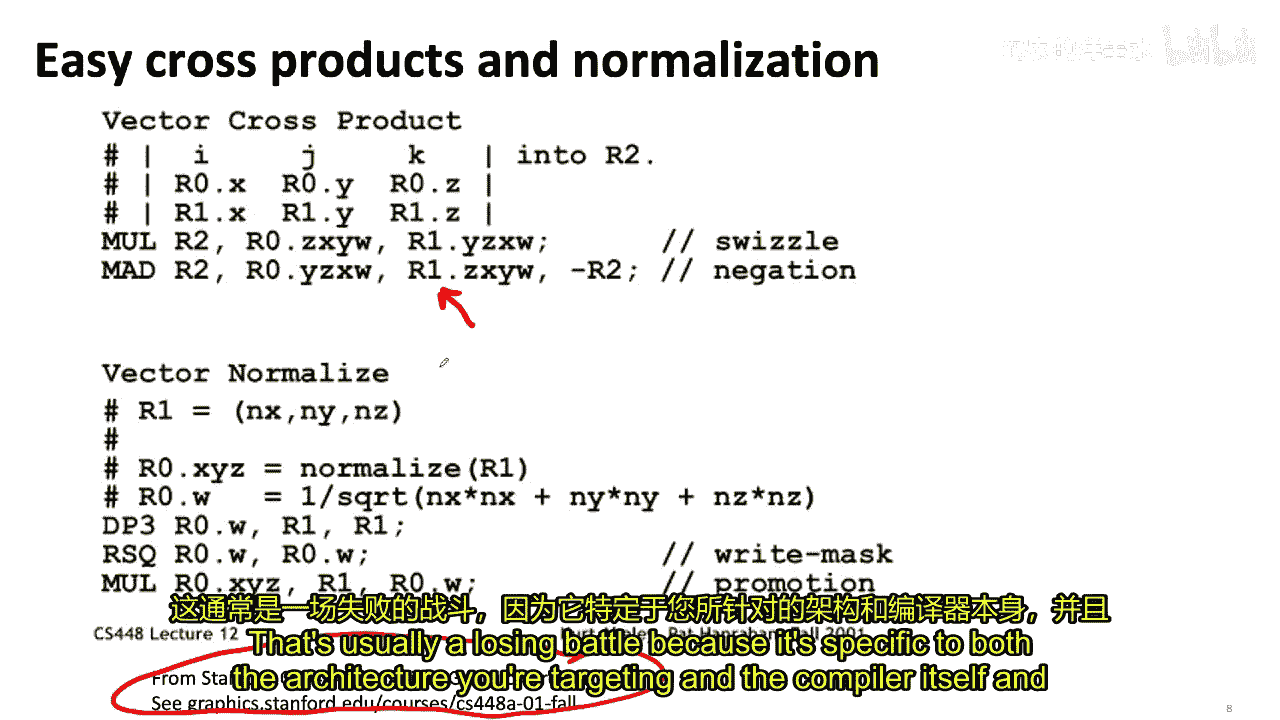 Easy cross products and normalization
Vector Cross Product
# | i j k | into R2.
# | R0.x R0.y R0.z |
# | R1.x R1.y R1.z |
MUL R2, R0.zxyw, R1.yzxw; // swizzle
MAD R2, R0.yzxw, R1.zxyw, -R2; // negation
Vector Normalize
# R1 = (nx,ny,nz)
#
# R0.xyz = normalize(R1)
# R0.w = 1/sqrt(nx*nx + ny*ny + nz*nz)
DP3 R0.w, R1, R1;
RSQ R0.w, R0.w; // write-mask
MUL R0.xyz, R1, R0.w; // promotion
这通常是一场失败的战斗，因为它特定于您所针对的架构和编译器本身，并且
CS448 Lecture 12
That's usually a losing battle because it's specific to both
the architecture you're targeting and the compiler itself and
From
See graphics.stanford.edu/courses/cs448a-01-fall
8